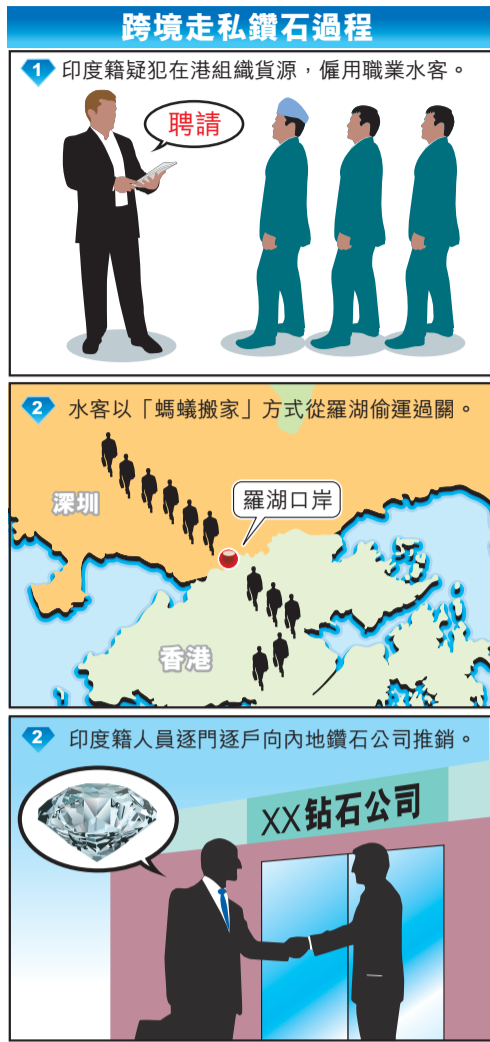 跨境走私鑽石過程
1 印度籍疑犯在港組織貨源，僱用職業水客。
聘請
2 水客以「螞蟻搬家」方式從羅湖偷運過關。
深圳
羅湖口岸
香港
2 印度籍人員逐門逐戶向內地鑽石公司推銷。
XX钻石公司